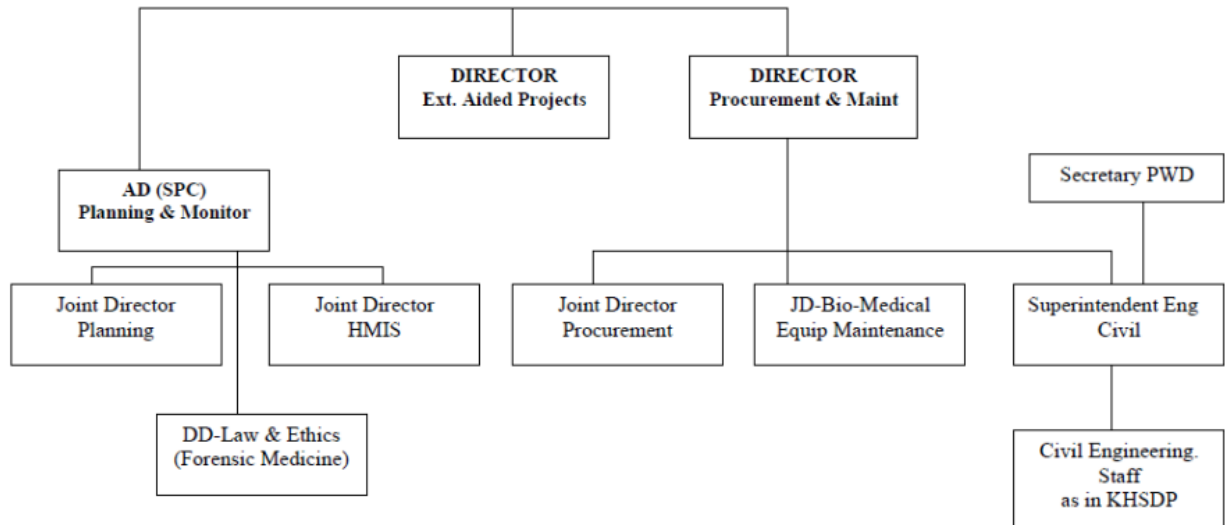 DIRECTOR
Ext. Aided Projects
DIRECTOR
Procurement & Maint
AD (SPC)
Planning & Monitor
Secretary PWD
Joint Director
Planning
Joint Director
HMIS
Joint Director
Procurement
JD-Bio-Medical
Equip Maintenance
Superintendent Eng
Civil
DD-Law & Ethics
(Forensic Medicine)
Civil Engineering.
Staff
as in KHSDP